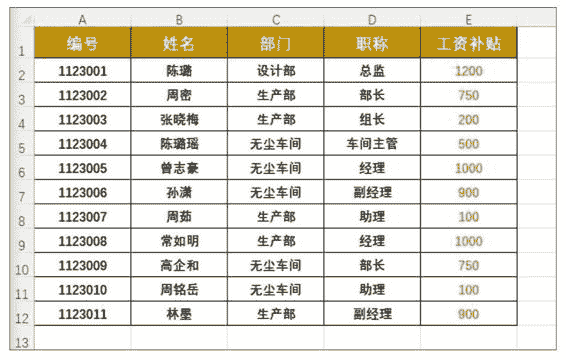 A B C D E
1 编号 姓名 部门 职称 工资补贴
2 1123001 陈璐 设计部 总监 1200
3 1123002 周密 生产部 部长 750
4 1123003 张晓梅 生产部 组长 200
5 1123004 陈璐瑶 无尘车间 车间主管 500
6 1123005 曾志豪 无尘车间 经理 1000
7 1123006 孙潇 无尘车间 副经理 900
8 1123007 周茹 生产部 助理 100
9 1123008 常如明 生产部 经理 1000
10 1123009 高企和 无尘车间 部长 750
11 1123010 周铭岳 无尘车间 助理 100
12 1123011 林墨 生产部 副经理 900
13